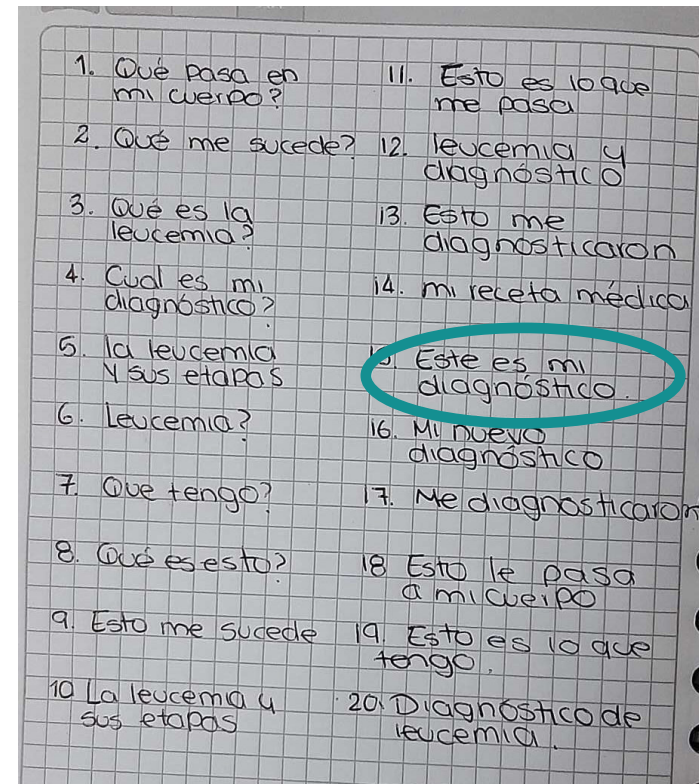 1. Qué pasa en
mi cuerpo?
2. Qué me sucede?
3. Qué es la
leucemia?
4. Cual es mi
diagnóstico?
5. la leucemia
y sus etapas
6. Leucemia?
7. Que tengo?
8. Qué es esto?
9. Esto me sucede
10 La leucemia y
sus etapas
11. Esto es lo que
me pasa
12. leucemia y
diagnóstico
13. Esto me
diagnosticaron
14. mi receta médica
15. Este es mi
diagnóstico.
16. Mi nuevo
diagnóstico
17. Me diagnosticaron
18 Esto le pasa
a mi cuerpo
19. Esto es lo que
tengo.
20. Diagnóstico de
leucemia.